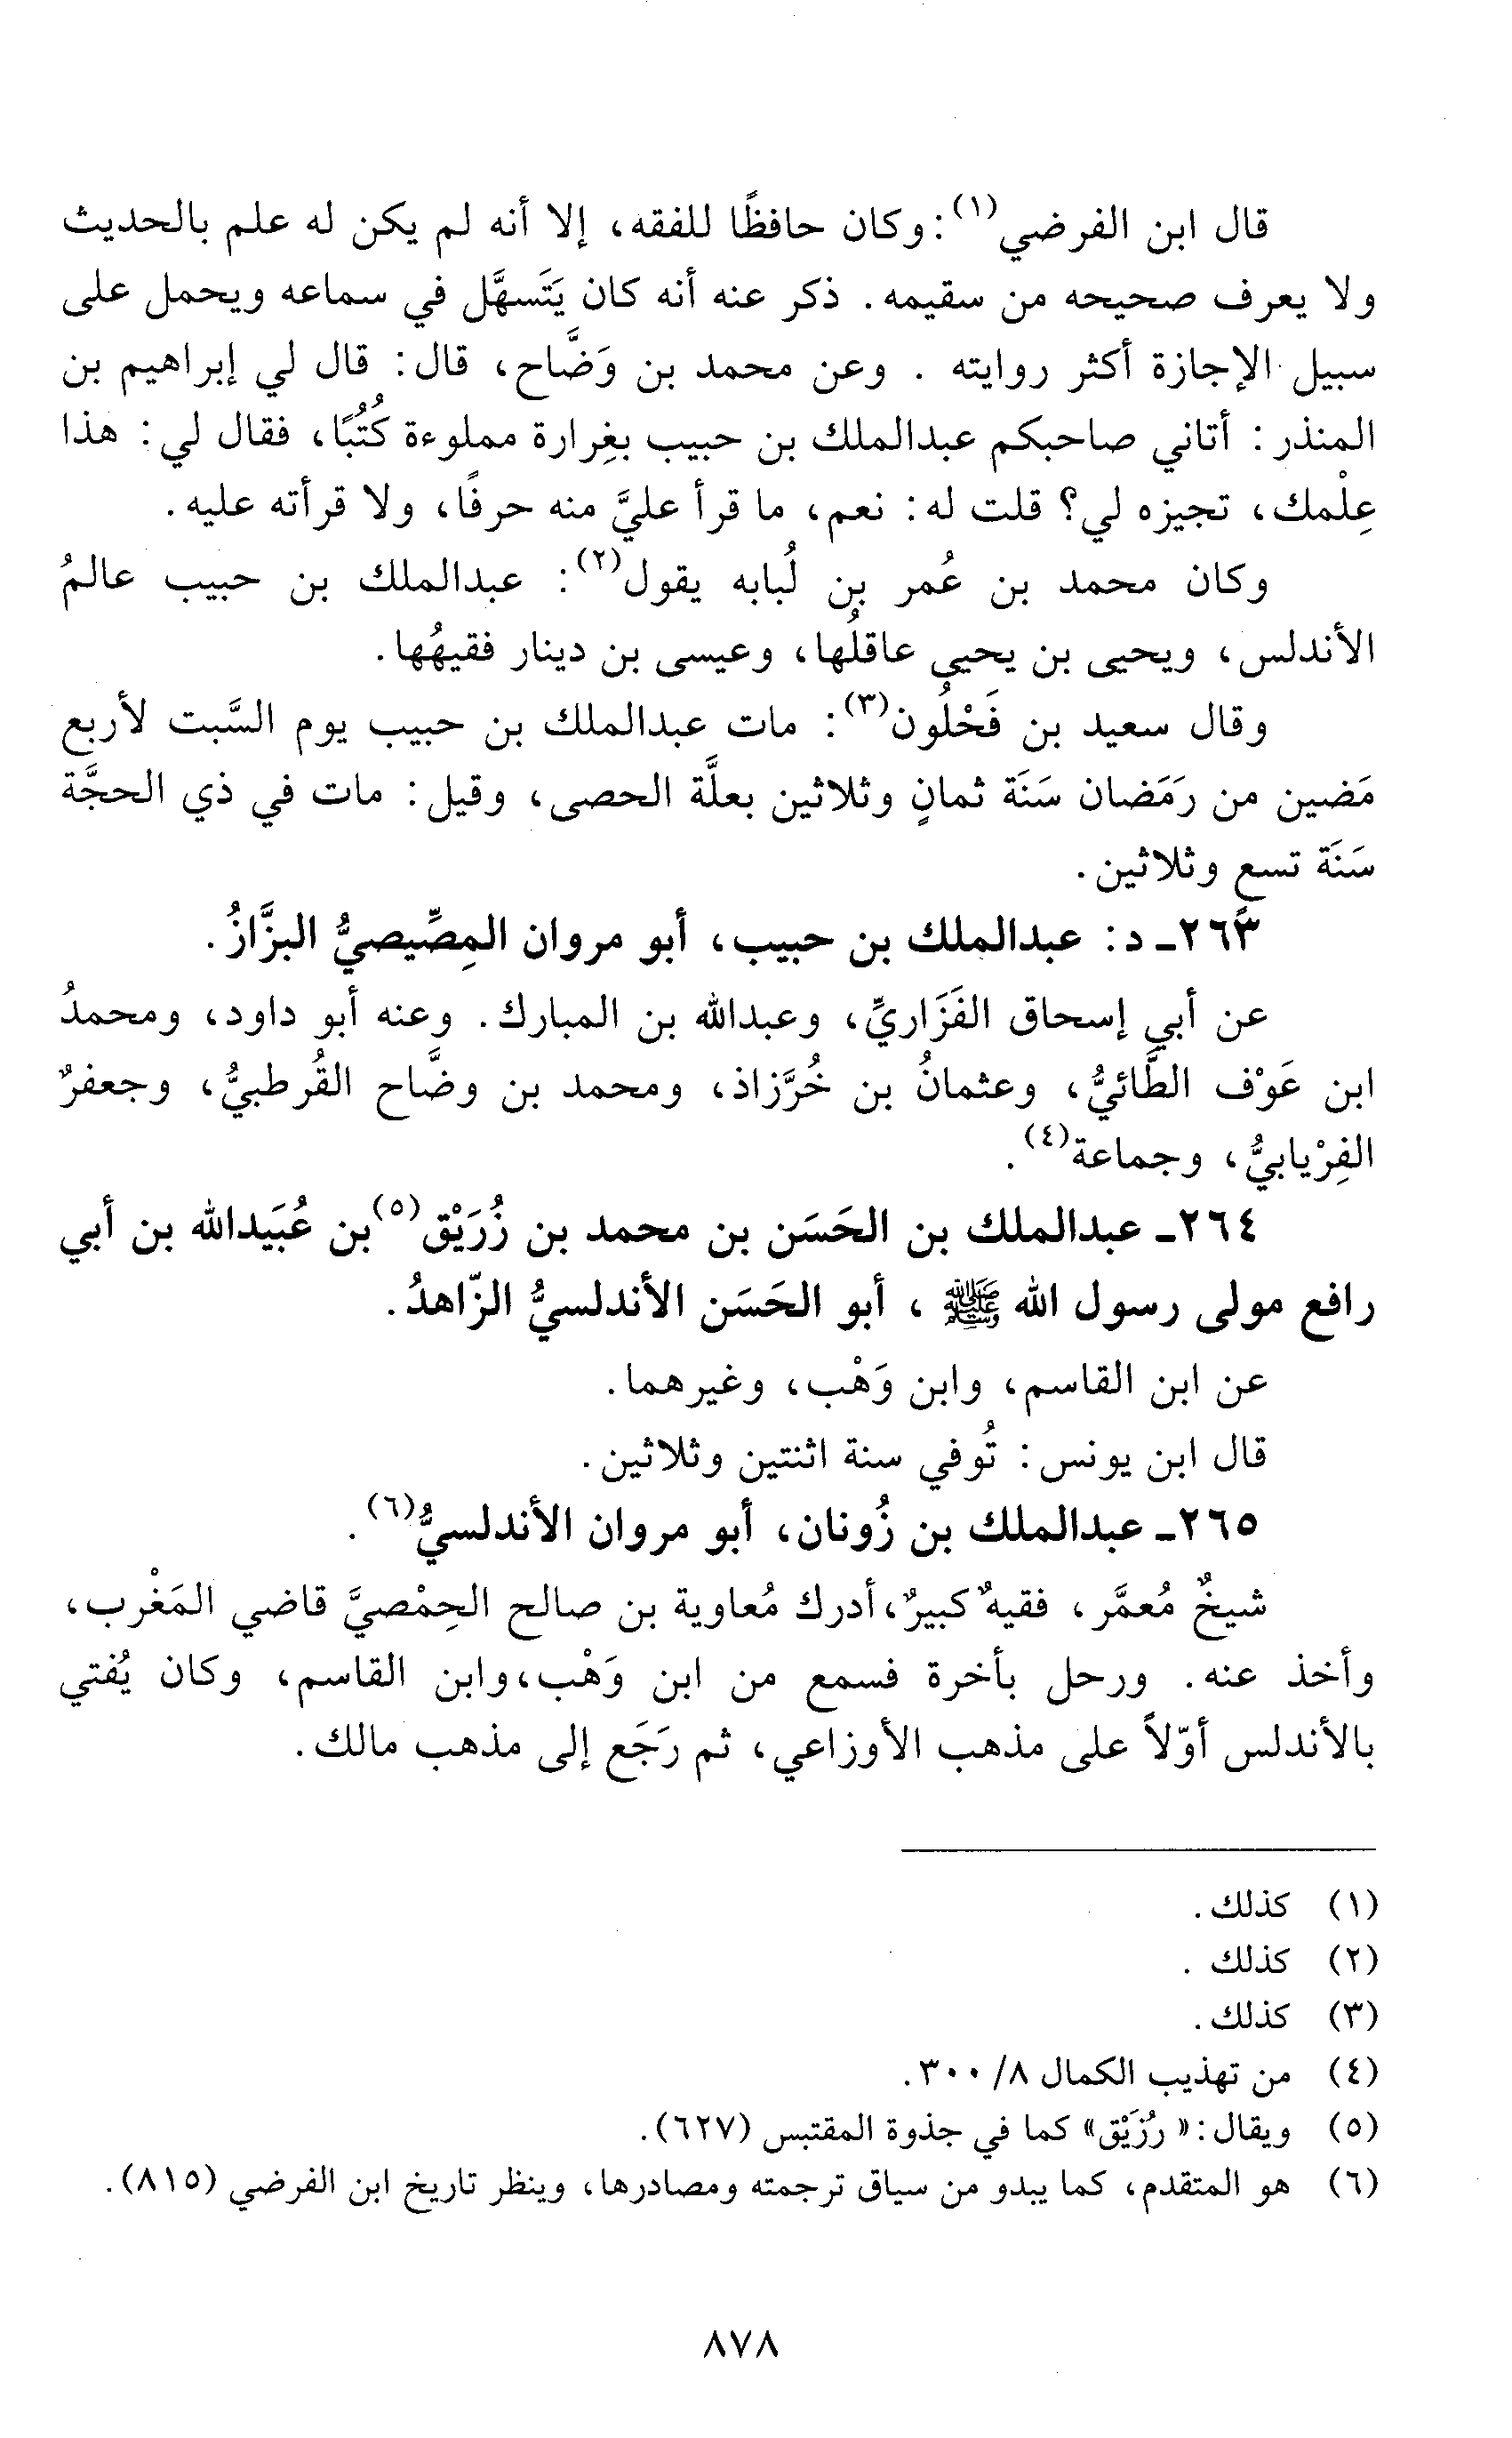 قال ابن الفرضي(١): وكان حافظًا للفقه، إلا أنه لم يكن له علم بالحديث
ولا يعرف صحيحه من سقيمه. ذكر عنه أنه كان يَتَسهَّل في سماعه ويحمل على
سبيل الإجازة أكثر روايته . وعن محمد بن وَضَّاح، قال: قال لي إبراهيم بن
المنذر: أتاني صاحبكم عبدالملك بن حبيب بغِرارة مملوءة كُتُبًا، فقال لي: هذا
عِلْمك، تجيزه لي؟ قلت له: نعم، ما قرأ عليَّ منه حرفًا، ولا قرأته عليه.
وكان محمد بن عُمر بن لُبابه يقول(٢): عبدالملك بن حبيب عالمُ
الأندلس، ويحيى بن يحيى عاقلُها، وعيسى بن دينار فقيهُها.
وقال سعيد بن فَحْلُون(٣): مات عبدالملك بن حبيب يوم السَّبت لأربع
مَضين من رَمَضان سَنَة ثمانٍ وثلاثين بعلَّة الحصى، وقيل: مات في ذي الحجَّة
سَنَة تسع وثلاثين.
٢٦٣ـ د: عبدالملك بن حبيب، أبو مروان المِصِّيصيُّ البزَّازُ.
عن أبي إسحاق الفَزَاريِّ، وعبدالله بن المبارك. وعنه أبو داود، ومحمدُ
ابن عَوْف الطَّائيُّ، وعثمانُ بن خُرَّزاذ، ومحمد بن وضَّاح القُرطبيُّ، وجعفرٌ
الفِرْيابيُّ، وجماعة(٤).
٢٦٤ـ عبدالملك بن الحَسَن بن محمد بن زُرَيْق(٥) بن عُبَيدالله بن أبي
رافع مولى رسول الله ﷺ ، أبو الحَسَن الأندلسيُّ الزّاهدُ.
عن ابن القاسم، وابن وَهْب، وغيرهما.
قال ابن يونس: تُوفي سنة اثنتين وثلاثين.
٢٦٥ـ عبدالملك بن زُونان، أبو مروان الأندلسيُّ(٦).
شيخٌ مُعمَّر، فقيهٌ كبيرٌ، أدرك مُعاوية بن صالح الحِمْصيَّ قاضي المَغْرب،
وأخذ عنه. ورحل بأخرة فسمع من ابن وَهْب، وابن القاسم، وكان يُفتي
بالأندلس أوّلاً على مذهب الأوزاعي، ثم رَجَع إلى مذهب مالك.
(١) كذلك.
(٢) كذلك .
(٣) كذلك.
(٤) من تهذيب الكمال ٨/ ٣٠٠.
(٥) ويقال: « رُزَيْق» كما في جذوة المقتبس (٦٢٧).
(٦) هو المتقدم، كما يبدو من سياق ترجمته ومصادرها، وينظر تاريخ ابن الفرضي (٨١٥).
٨٧٨